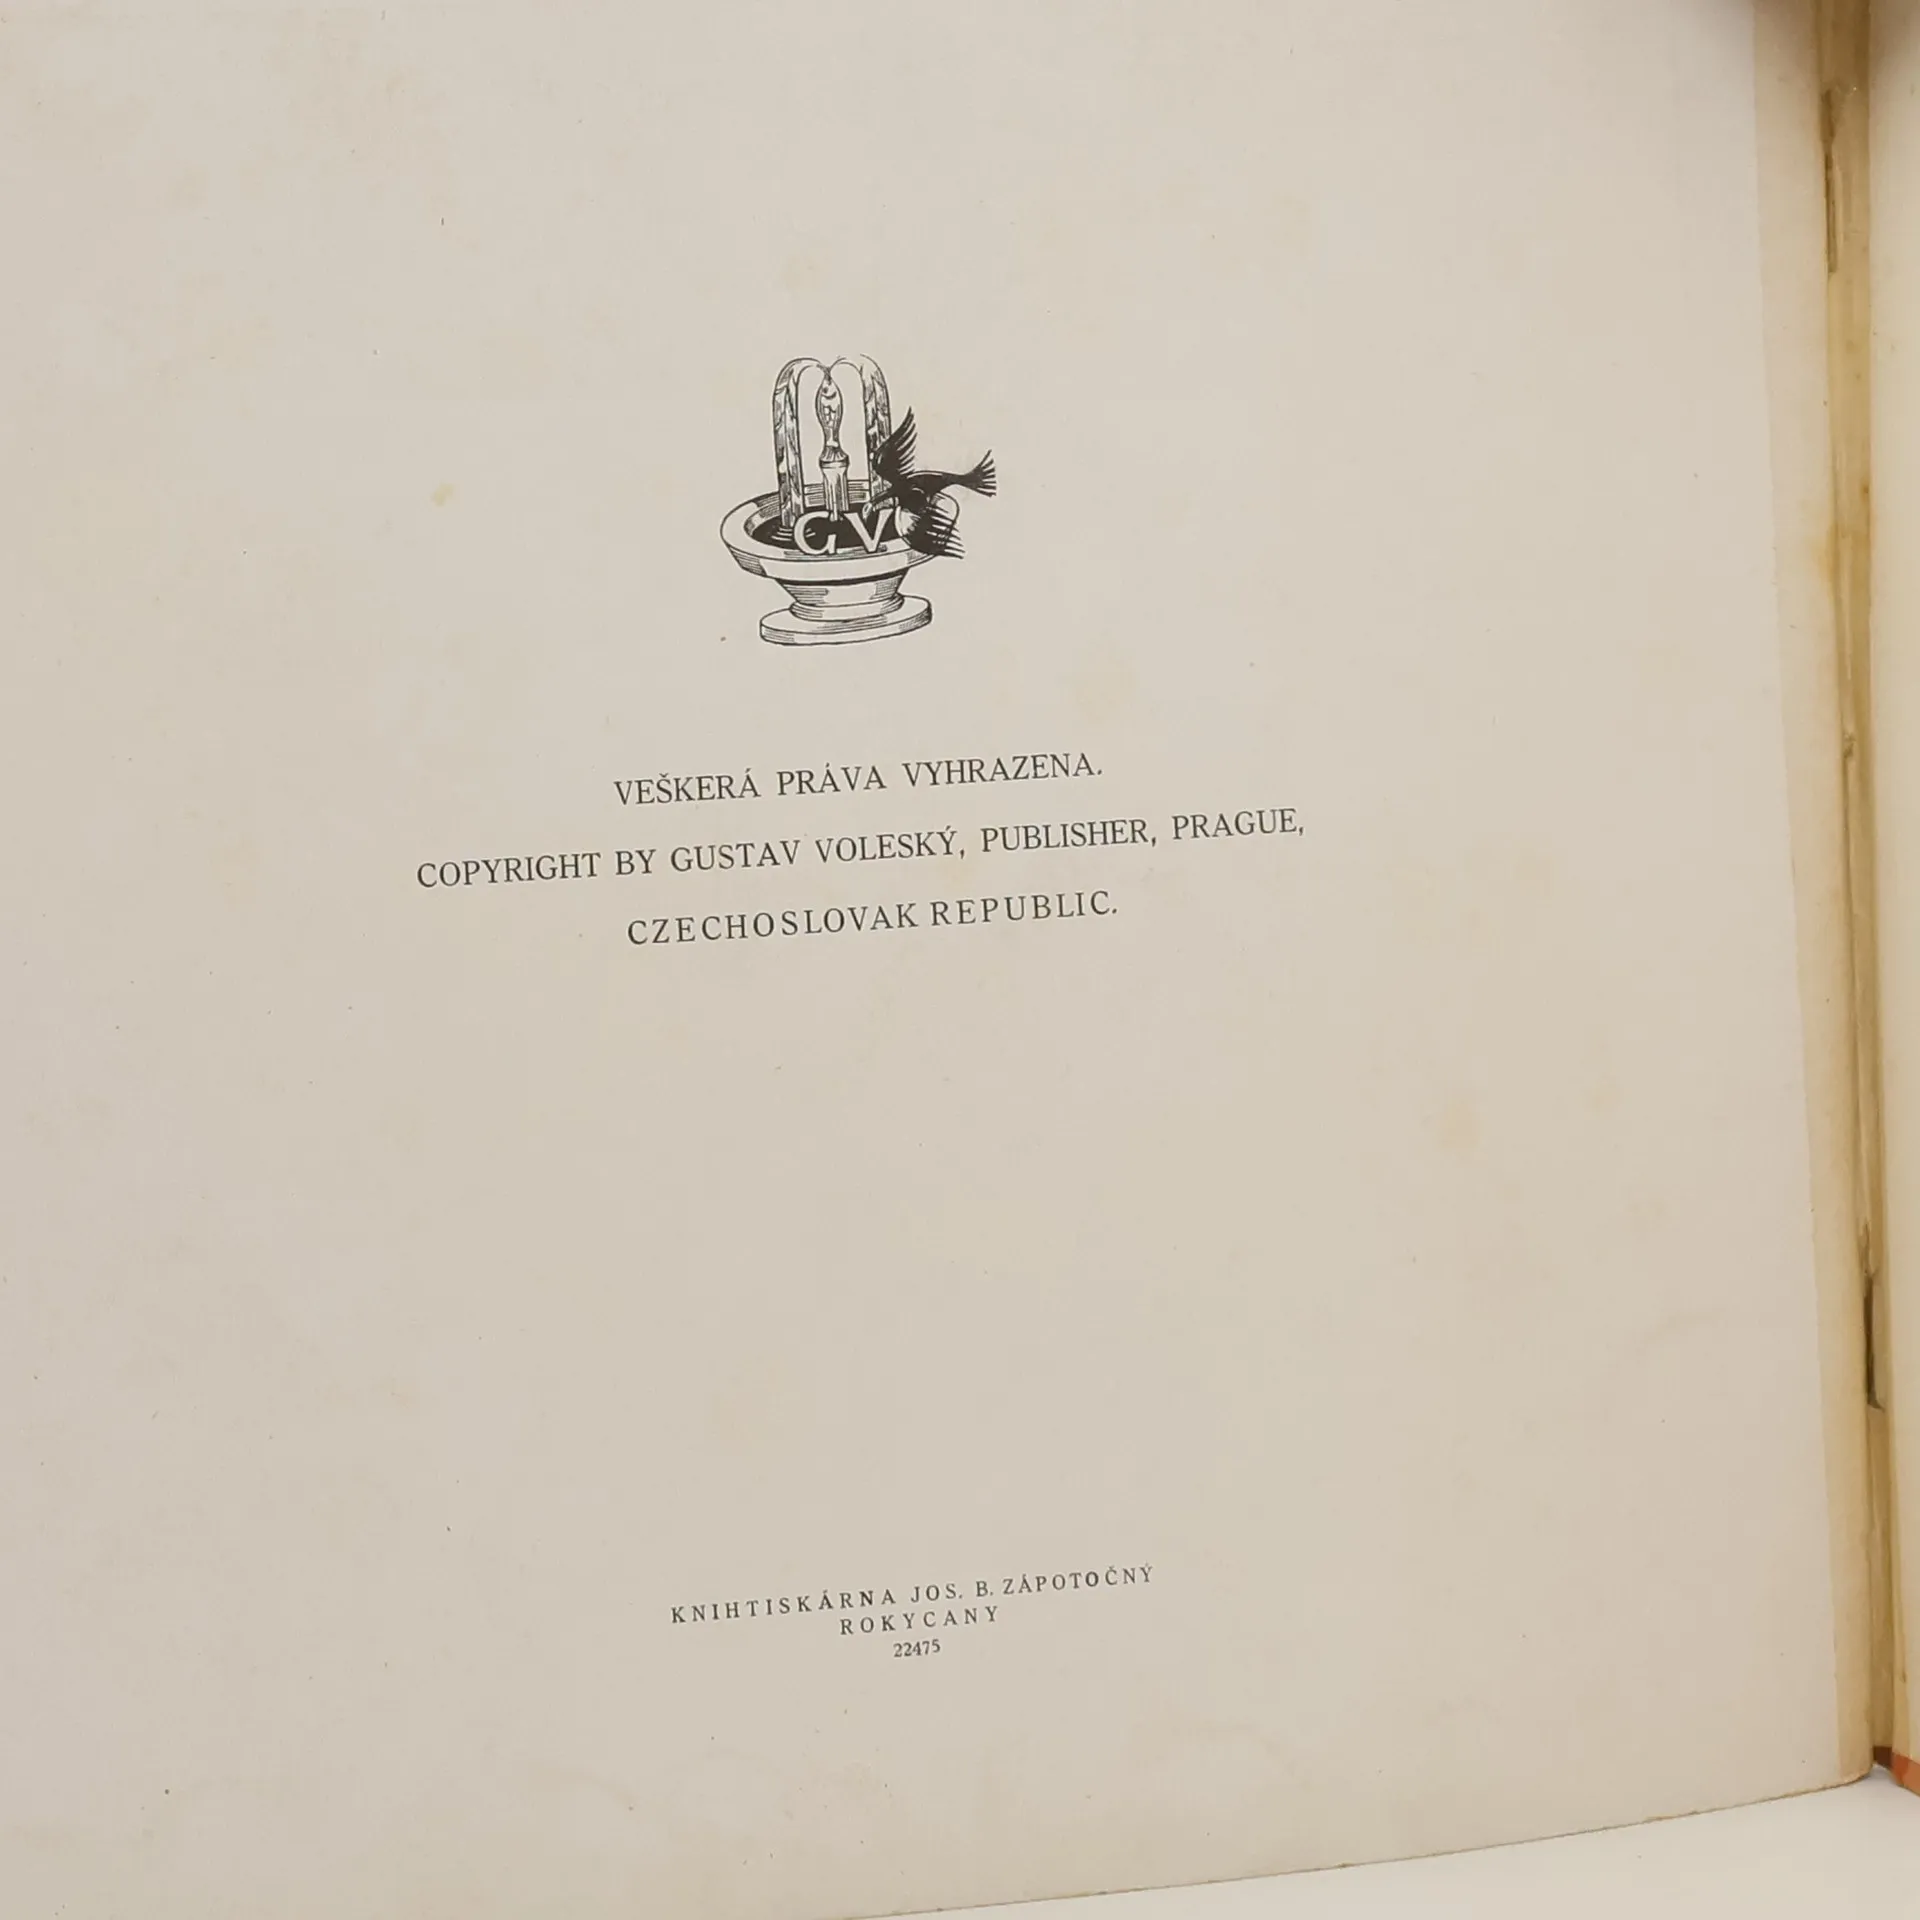 GV
VEŠKERÁ PRÁVA VYHRAZENA.
COPYRIGHT BY GUSTAV VOLESKÝ, PUBLISHER, PRAGUE,
CZECHOSLOVAK REPUBLIC.
KNIHTISKÁRNA JOS. B. ZÁPOTOČNÝ
ROKYCANY
22475